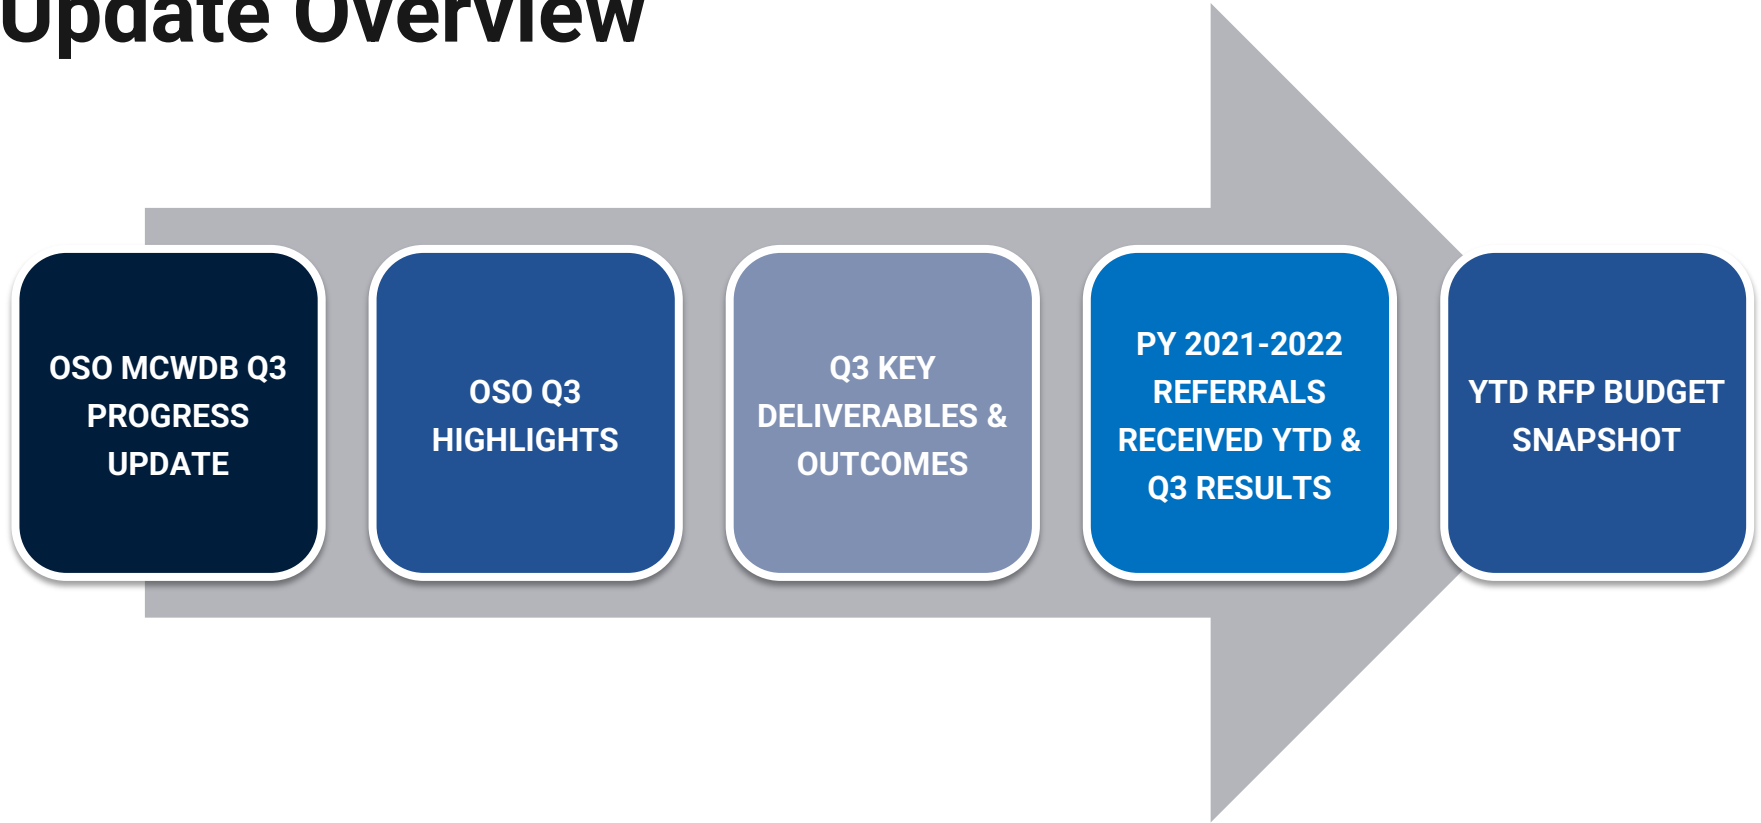 Update Overview
OSO MCWDB Q3
PROGRESS
UPDATE
OSO Q3
HIGHLIGHTS
Q3 KEY
DELIVERABLES &
OUTCOMES
PY 2021-2022
REFERRALS
RECEIVED YTD &
Q3 RESULTS
YTD RFP BUDGET
SNAPSHOT